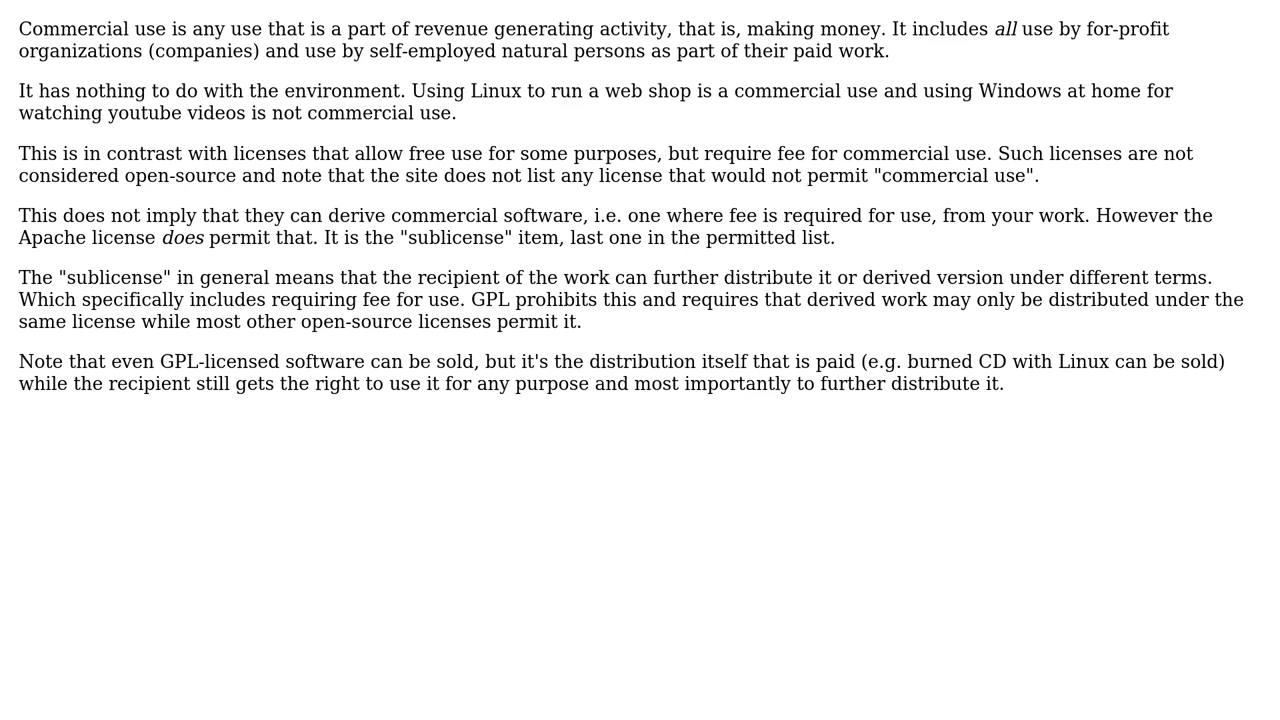 Commercial use is any use that is a part of revenue generating activity, that is, making money. It includes all use by for-profit
organizations (companies) and use by self-employed natural persons as part of their paid work.
It has nothing to do with the environment. Using Linux to run a web shop is a commercial use and using Windows at home for
watching youtube videos is not commercial use.
This is in contrast with licenses that allow free use for some purposes, but require fee for commercial use. Such licenses are not
considered open-source and note that the site does not list any license that would not permit "commercial use".
This does not imply that they can derive commercial software, i.e. one where fee is required for use, from your work. However the
Apache license does permit that. It is the "sublicense" item, last one in the permitted list.
The "sublicense" in general means that the recipient of the work can further distribute it or derived version under different terms.
Which specifically includes requiring fee for use. GPL prohibits this and requires that derived work may only be distributed under the
same license while most other open-source licenses permit it.
Note that even GPL-licensed software can be sold, but it's the distribution itself that is paid (e.g. burned CD with Linux can be sold)
while the recipient still gets the right to use it for any purpose and most importantly to further distribute it.